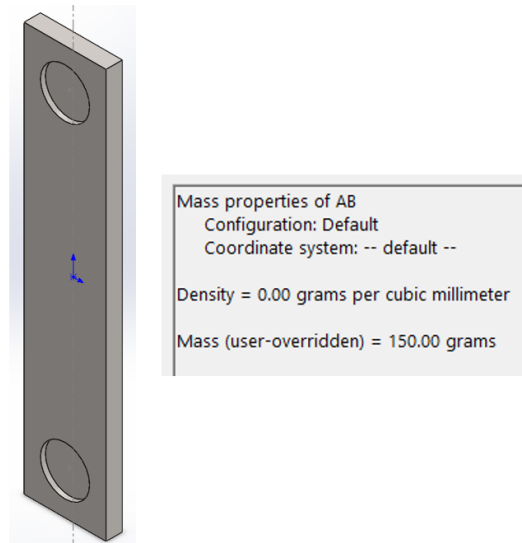 Mass properties of AB
Configuration: Default
Coordinate system: -- default --
Density = 0.00 grams per cubic millimeter
Mass (user-overridden) = 150.00 grams